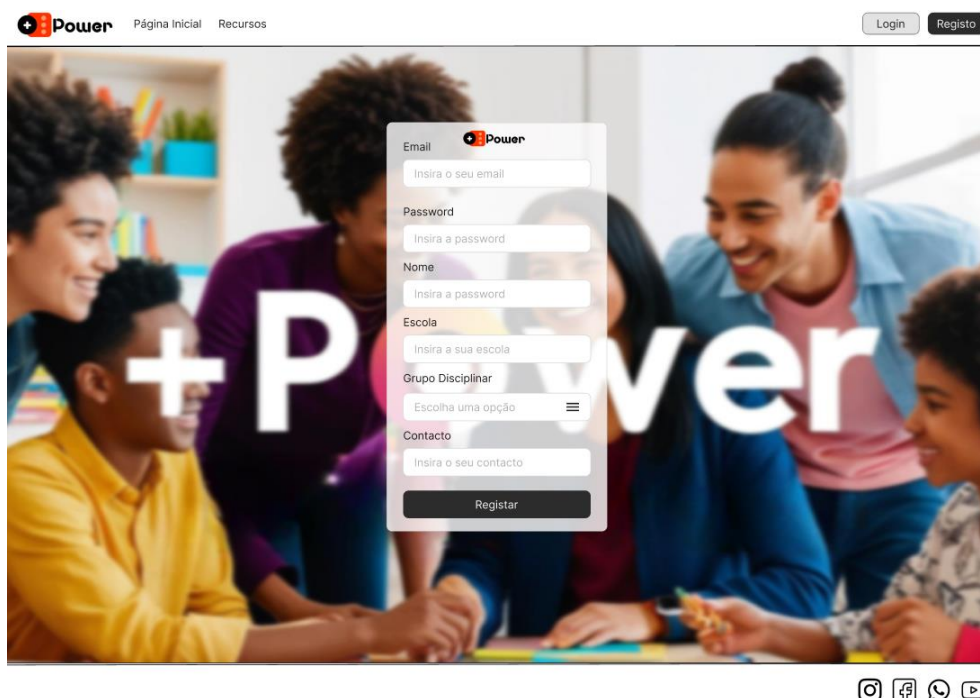 Power
Página Inicial
Recursos
Login
Registo
Power
Email
Insira o seu email
Password
Insira a password
Nome
Insira a password
Escola
Insira a sua escola
Grupo Disciplinar
Escolha uma opção
Contacto
Insira o seu contacto
Registar
+Power